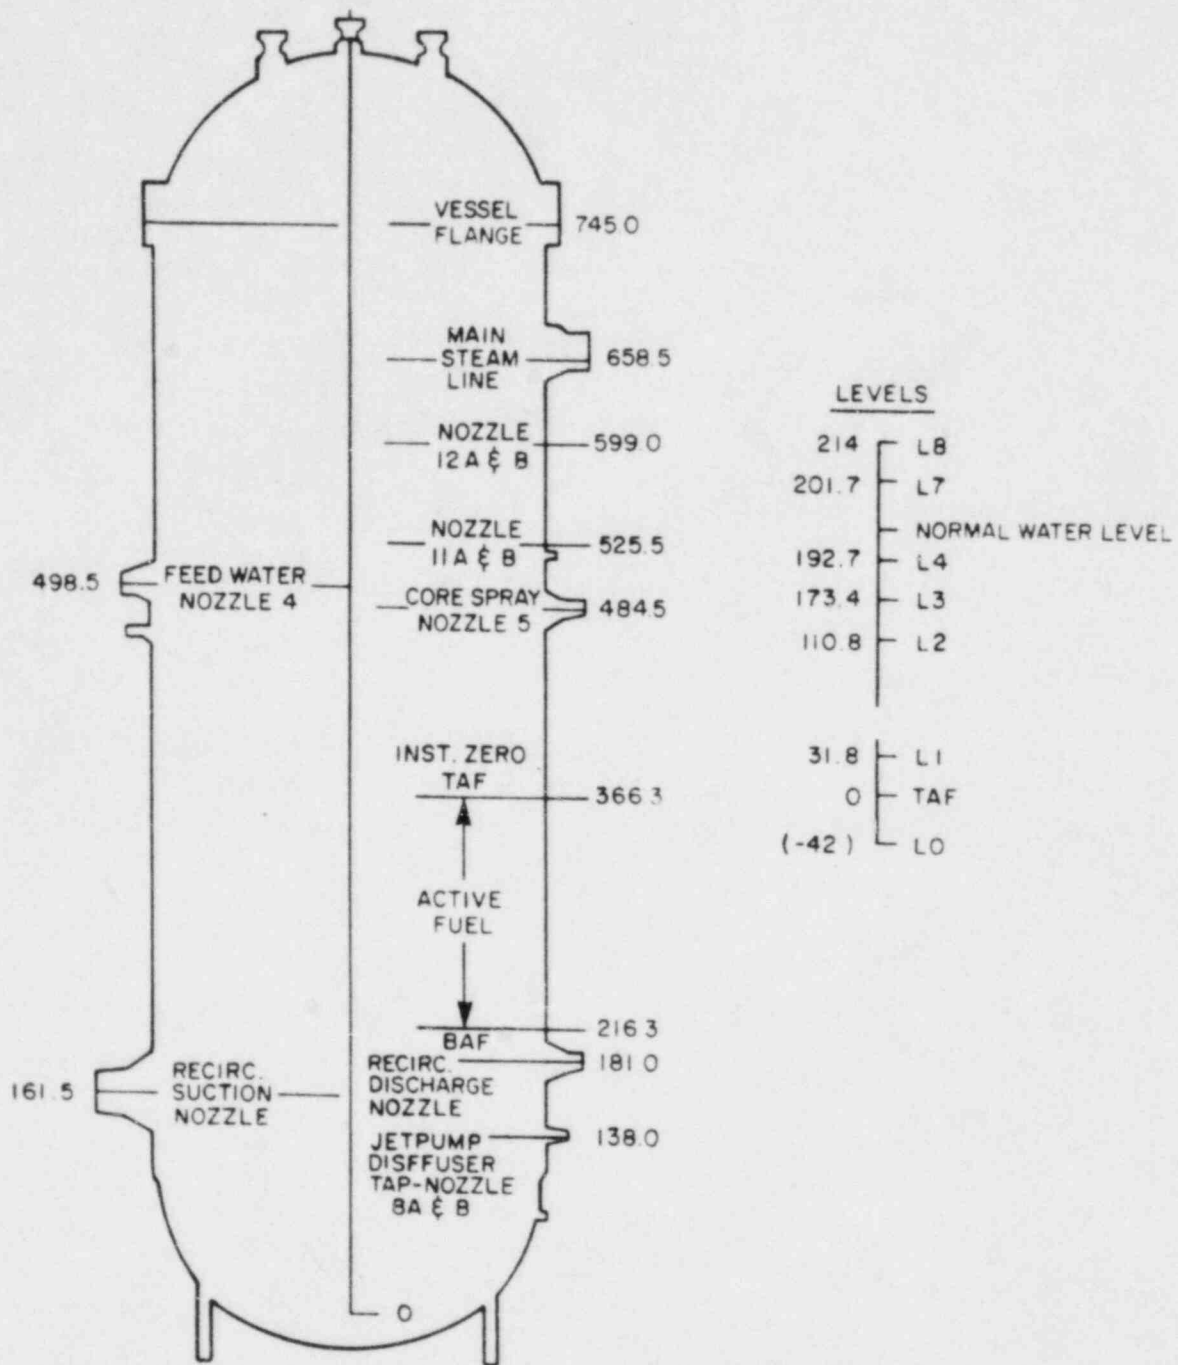 VESSEL
FLANGE
745.0
MAIN
STEAM
LINE
658.5
NOZZLE
12A & B
599.0
NOZZLE
11A & B
525.5
498.5
FEED WATER
NOZZLE 4
CORE SPRAY
NOZZLE 5
484.5
INST. ZERO
TAF
366.3
ACTIVE
FUEL
216.3
BAF
RECIRC.
DISCHARGE
NOZZLE
181.0
161.5
RECIRC.
SUCTION
NOZZLE
JETPUMP
DISFFUSER
TAP-NOZZLE
8A & B
138.0
0
LEVELS
214 L8
201.7 L7
NORMAL WATER LEVEL
192.7 L4
173.4 L3
110.8 L2
31.8 L1
0 TAF
(-42) L0